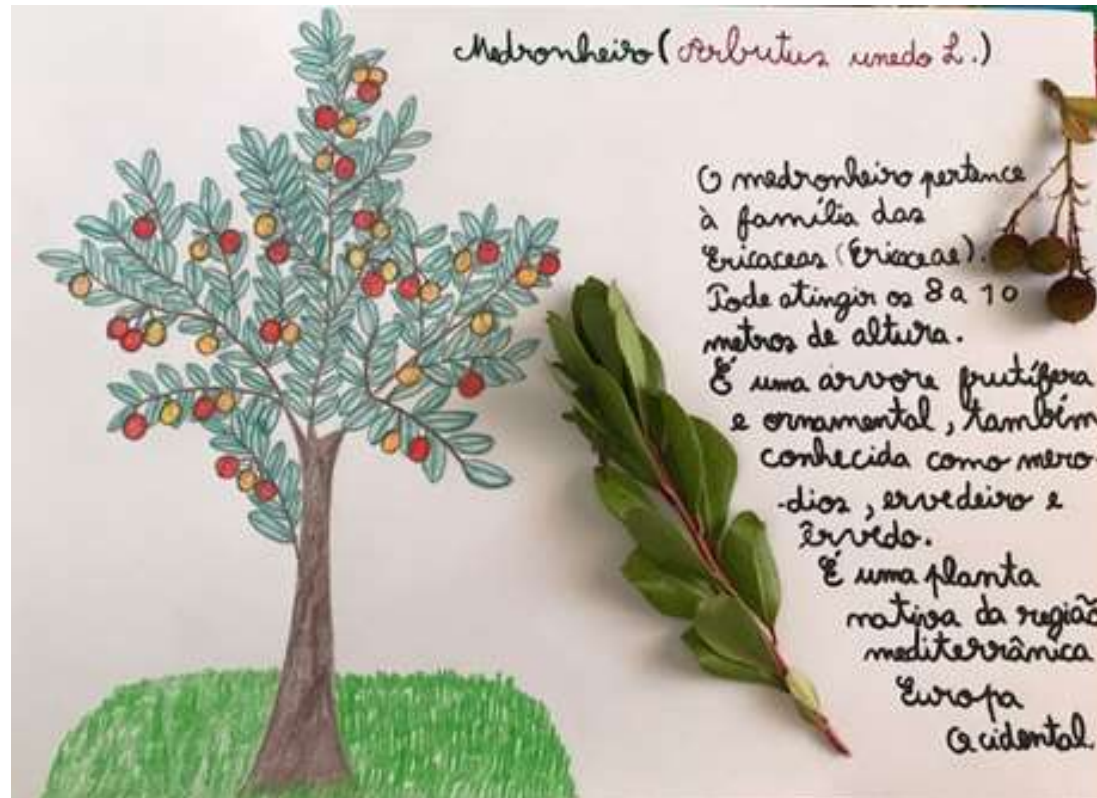 Medronheiro (Arbutus unedo L.)
O medronheiro pertence
à família das
Ericaceas (Ericaceae).
Pode atingir os 8 a 10
metros de altura.
É uma árvore frutífera
e ornamental, também
conhecida como mero-
-dios, ervedeiro e
êrvedo.
É uma planta
nativa da região
mediterrânica
Europa
Ocidental.